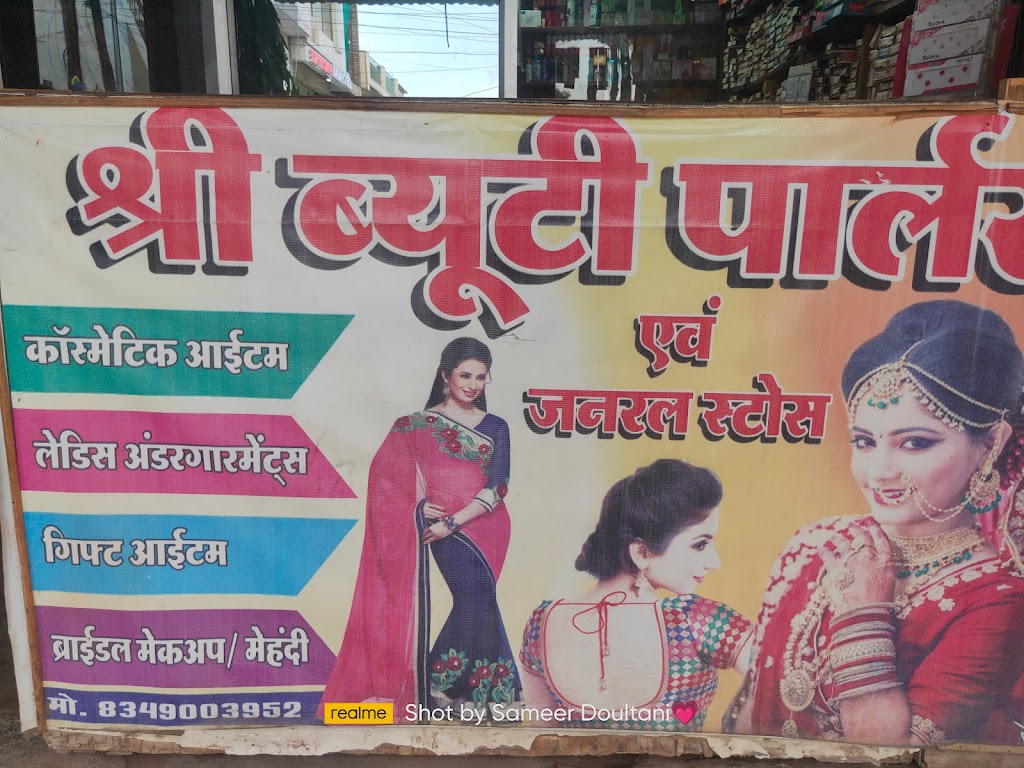 श्री ब्यूटी पार्लर
एवं
जनरल स्टोस
कॉस्मेटिक आईटम
लेडिस अंडरगारमेंट्स
गिफ्ट आईटम
ब्राईडल मेकअप/ मेहंदी
मो. 8349003952
realme Shot by Sameer Doultani